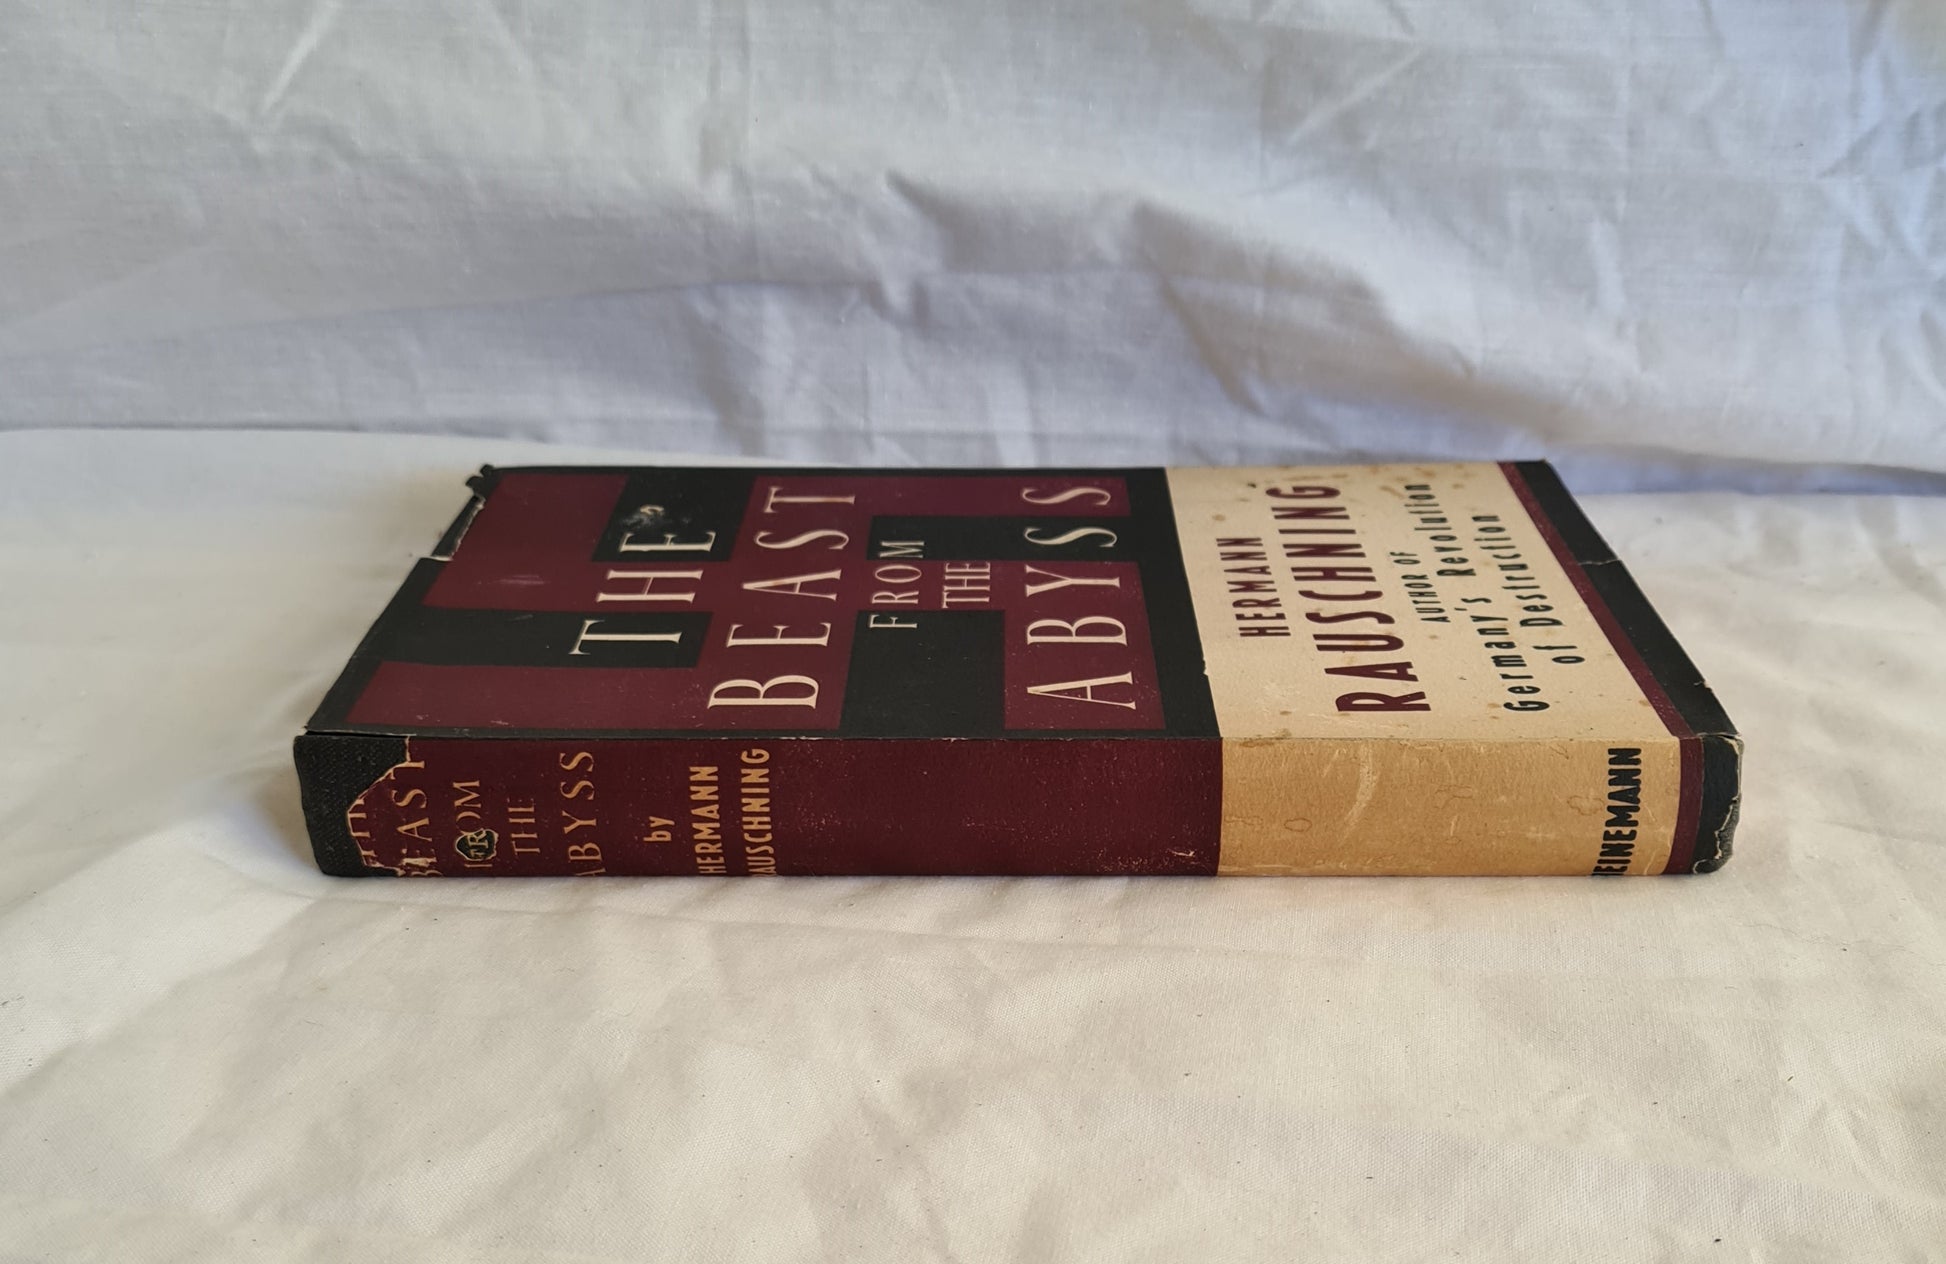 THE
BEAST
FROM
THE
ABYSS
HERMANN
RAUSCHNING
AUTHOR OF
Germany's Revolution
of Destruction
BEAST
FROM
THE
ABYSS
by
HERMANN
RAUSCHNING
HEINEMANN